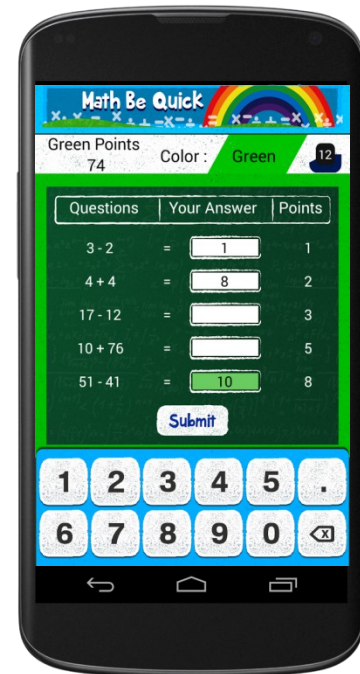 Math Be Quick
Green Points
74
Color : Green
12
Questions Your Answer Points
3 - 2 = 1 1
4 + 4 = 8 2
17 - 12 = 3
10 + 76 = 5
51 - 41 = 10 8
Submit
1 2 3 4 5 .
6 7 8 9 0